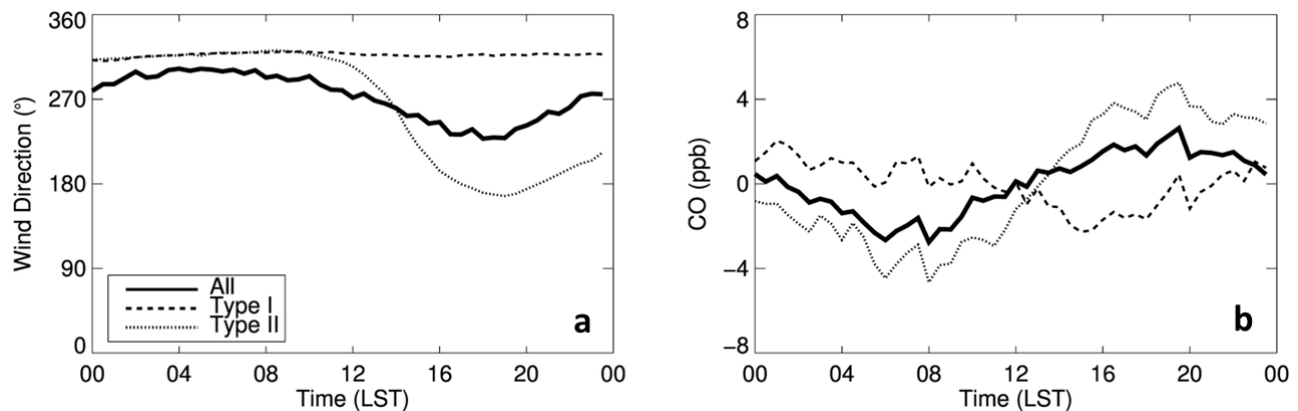 360
270
180
90
0
Wind Direction (°)
All
Type I
Type II
a
00 04 08 12 16 20 00
Time (LST)
8
4
0
−4
−8
CO (ppb)
b
00 04 08 12 16 20 00
Time (LST)